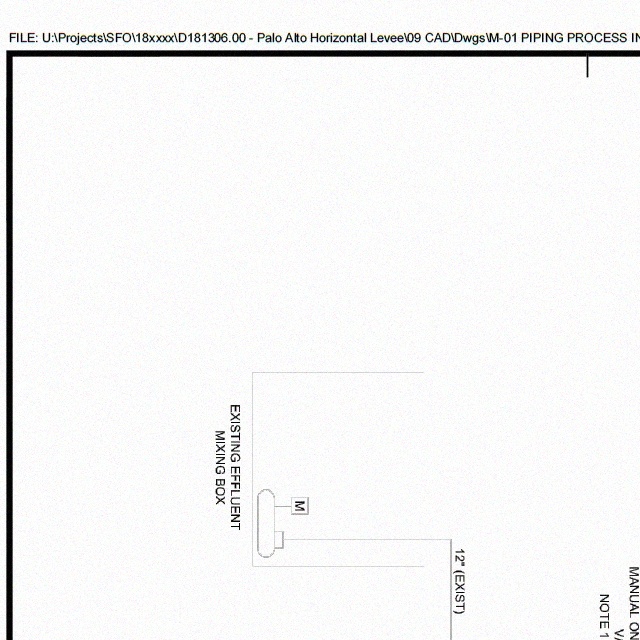 FILE: U:\Projects\SFO\18xxxx\D181306.00 - Palo Alto Horizontal Levee\09 CAD\Dwgs\M-01 PIPING PROCESS
EXISTING EFFLUENT
MIXING BOX
M
12" (EXIST)
MANUAL
NOTE 1